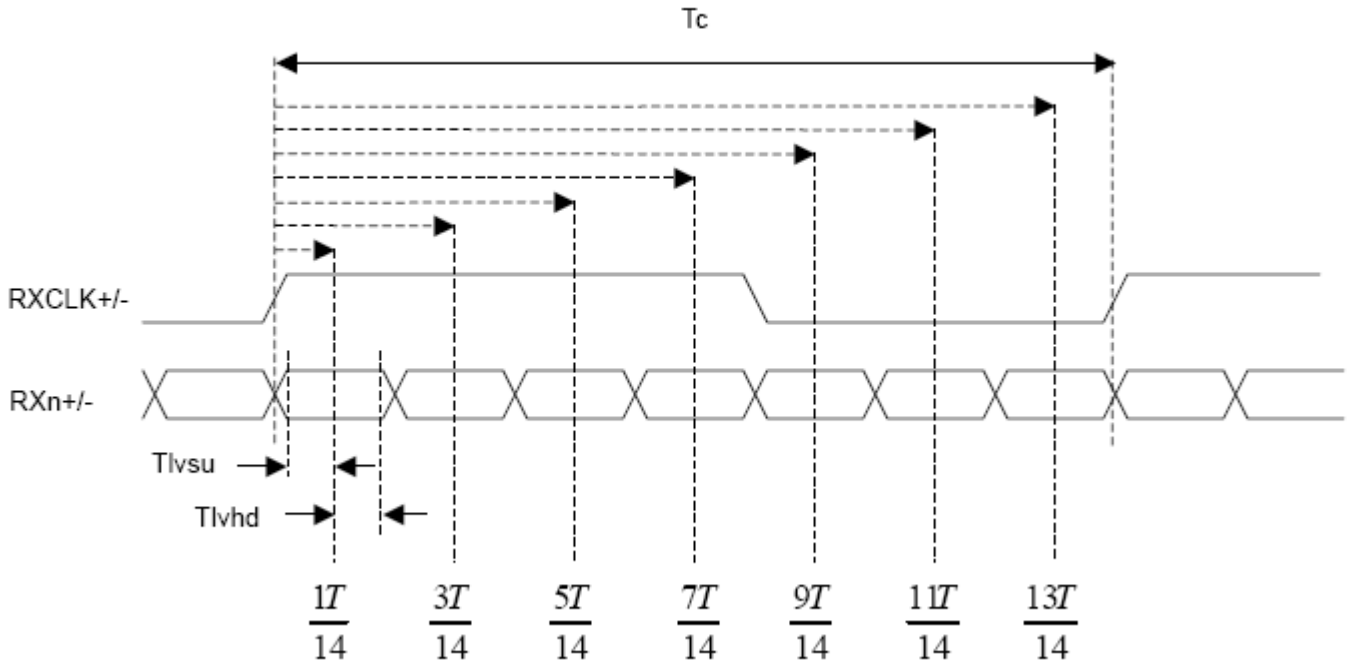 Tc
RXCLK+/-
RXn+/-
Tlvsu
Tlvhd
1T 3T 5T 7T 9T 11T 13T
14 14 14 14 14 14 14